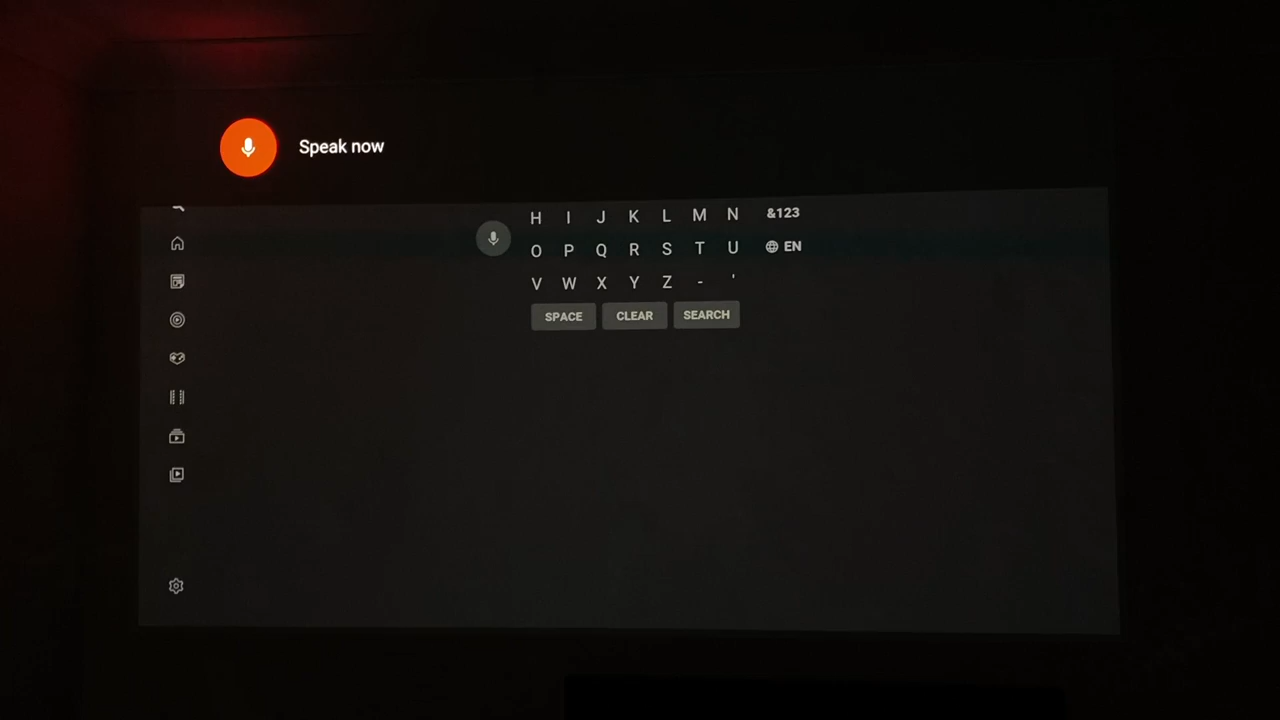 Speak now
H I J K L M N &123
O P Q R S T U EN
V W X Y Z - '
SPACE CLEAR SEARCH